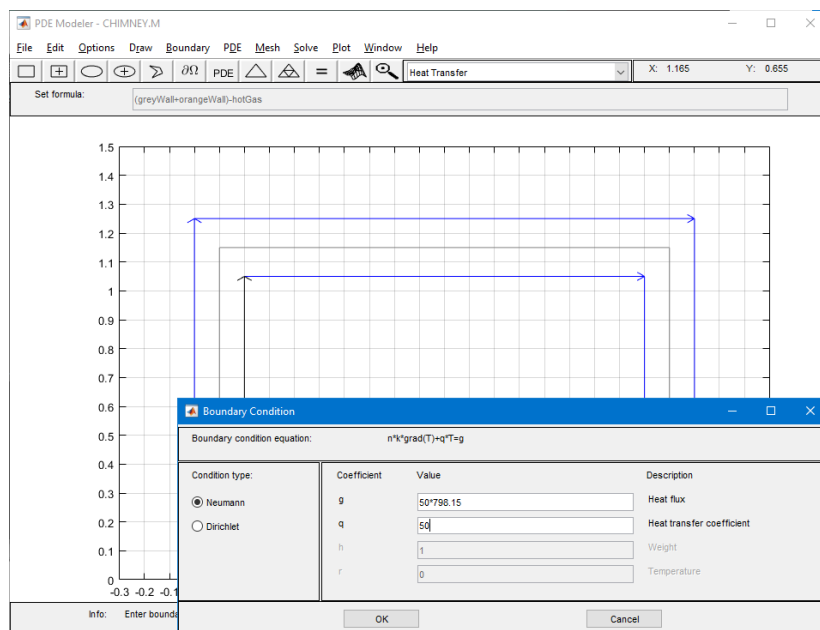 PDE Modeler - CHIMNEY.M
File Edit Options Draw Boundary PDE Mesh Solve Plot Window Help
∂Ω PDE = Heat Transfer X: 1.165 Y: 0.655
Set formula: (greyWall+orangeWall)-hotGas
1.5
1.4
1.3
1.2
1.1
1
0.9
0.8
0.7
0.6
0.5
0.4
0.3
0.2
0.1
0
-0.3 -0.2 -0.1
Boundary Condition
Boundary condition equation: n*k*grad(T)+q*T=g
Condition type: Coefficient Value Description
Neumann g 50*798.15 Heat flux
Dirichlet q 50 Heat transfer coefficient
h 1 Weight
r 0 Temperature
Info: Enter bounda
OK Cancel